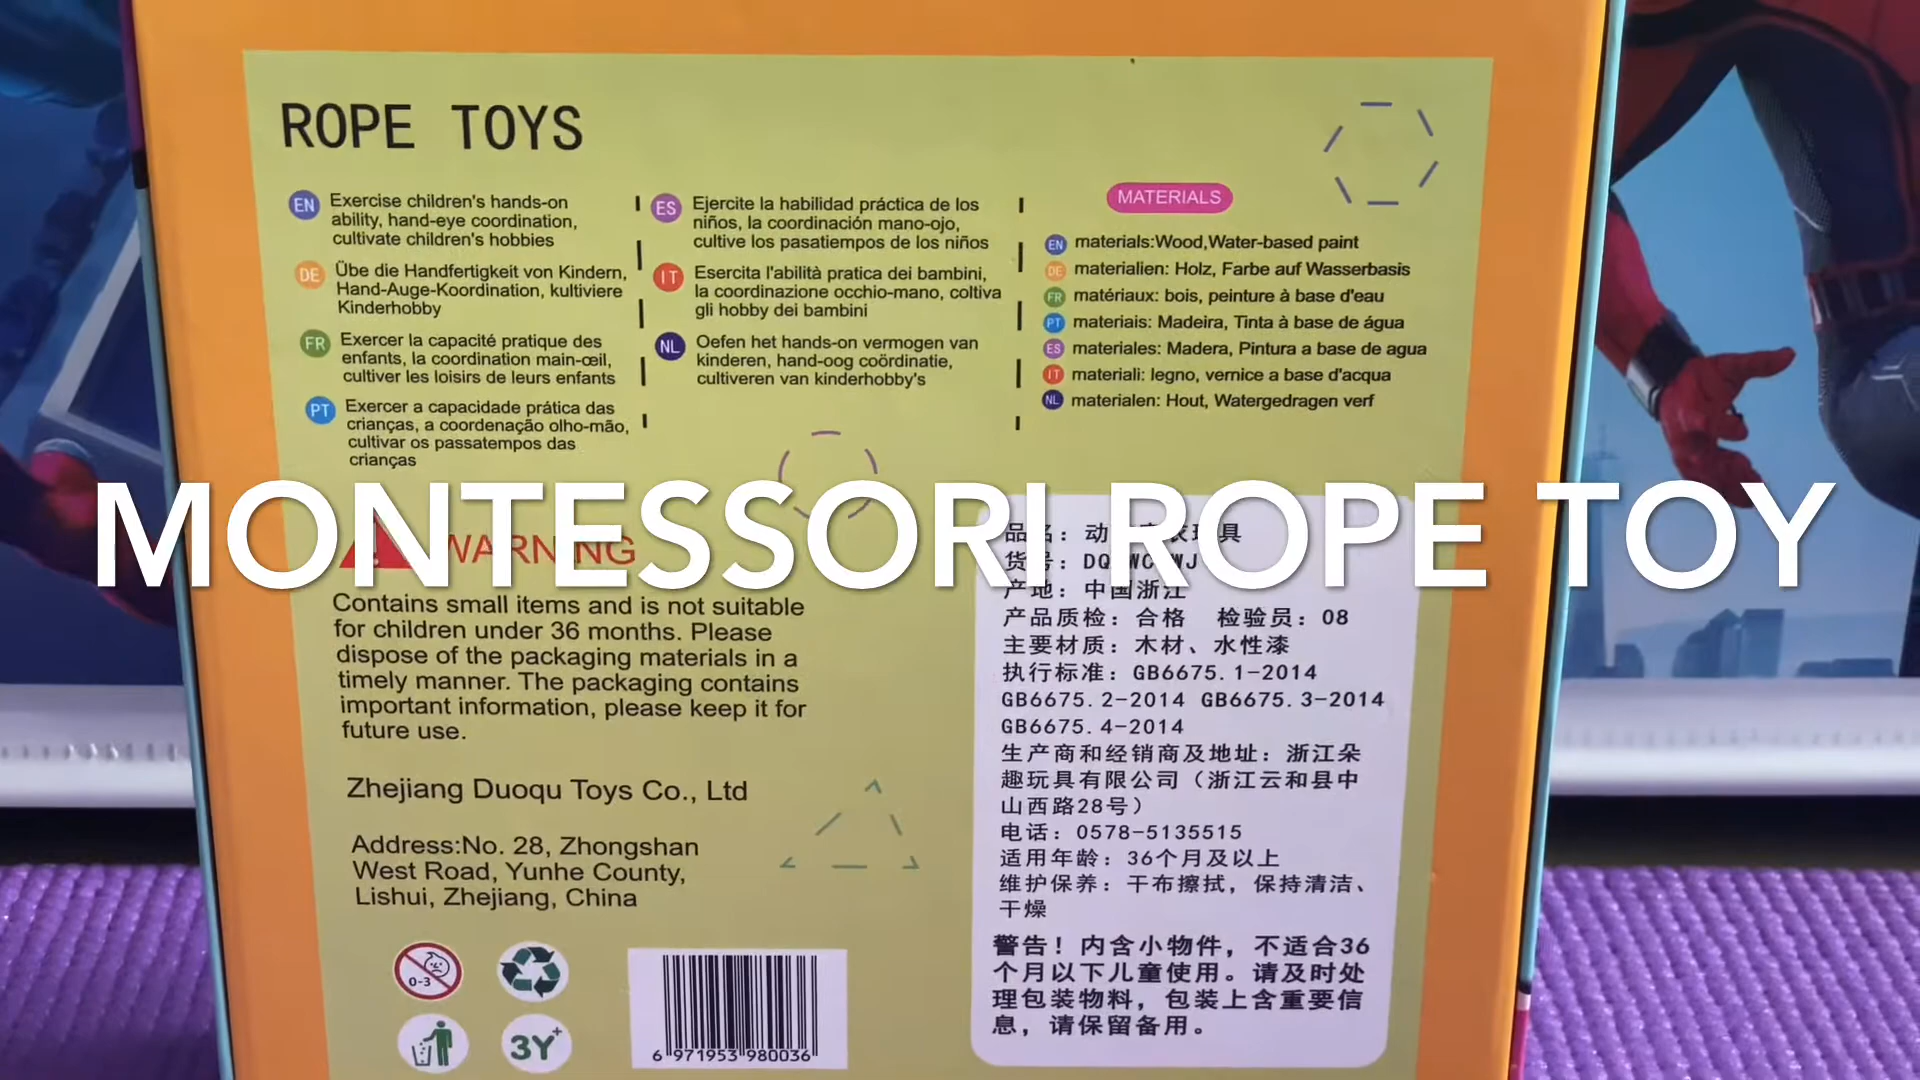 ROPE TOYS
EN Exercise children's hands-on
ability, hand-eye coordination,
cultivate children's hobbies
DE Übe die Handfertigkeit von Kindern,
Hand-Auge-Koordination, kultiviere
Kinderhobby
FR Exercer la capacité pratique des
enfants, la coordination main-œil,
cultiver les loisirs de leurs enfants
PT Exercer a capacidade prática das
crianças, a coordenação olho-mão,
cultivar os passatempos das
crianças
ES Ejercite la habilidad práctica de los
niños, la coordinación mano-ojo,
cultive los pasatiempos de los niños
IT Esercita l'abilità pratica dei bambini,
la coordinazione occhio-mano, coltiva
gli hobby dei bambini
NL Oefen het hands-on vermogen van
kinderen, hand-oog coördinatie,
cultiveren van kinderhobby's
MATERIALS
EN materials:Wood,Water-based paint
DE materialien: Holz, Farbe auf Wasserbasis
FR matériaux: bois, peinture à base d'eau
PT materiais: Madeira, Tinta à base de água
ES materiales: Madera, Pintura a base de agua
IT materiali: legno, vernice a base d'acqua
NL materialen: Hout, Watergedragen verf
MONTESSORI ROPE TOY
WARNING
Contains small items and is not suitable
for children under 36 months. Please
dispose of the packaging materials in a
timely manner. The packaging contains
important information, please keep it for
future use.
Zhejiang Duoqu Toys Co., Ltd
Address:No. 28, Zhongshan
West Road, Yunhe County,
Lishui, Zhejiang, China
0-3
3Y+
6 971953 980036
品名：
货号：
产地：中国浙江
产品质检：合格 检验员：08
主要材质：木材、水性漆
执行标准：GB6675.1-2014
GB6675.2-2014 GB6675.3-2014
GB6675.4-2014
生产商和经销商及地址：浙江朵
趣玩具有限公司（浙江云和县中
山西路28号）
电话：0578-5135515
适用年龄：36个月及以上
维护保养：干布擦拭，保持清洁、
干燥
警告！内含小物件，不适合36
个月以下儿童使用。请及时处
理包装物料，包装上含重要信
息，请保留备用。